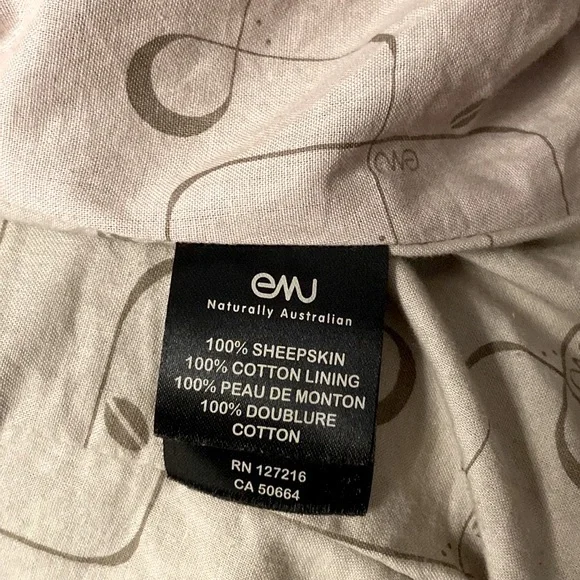 emu
emu
Naturally Australian
100% SHEEPSKIN
100% COTTON LINING
100% PEAU DE MONTON
100% DOUBLURE
COTTON
RN 127216
CA 50664